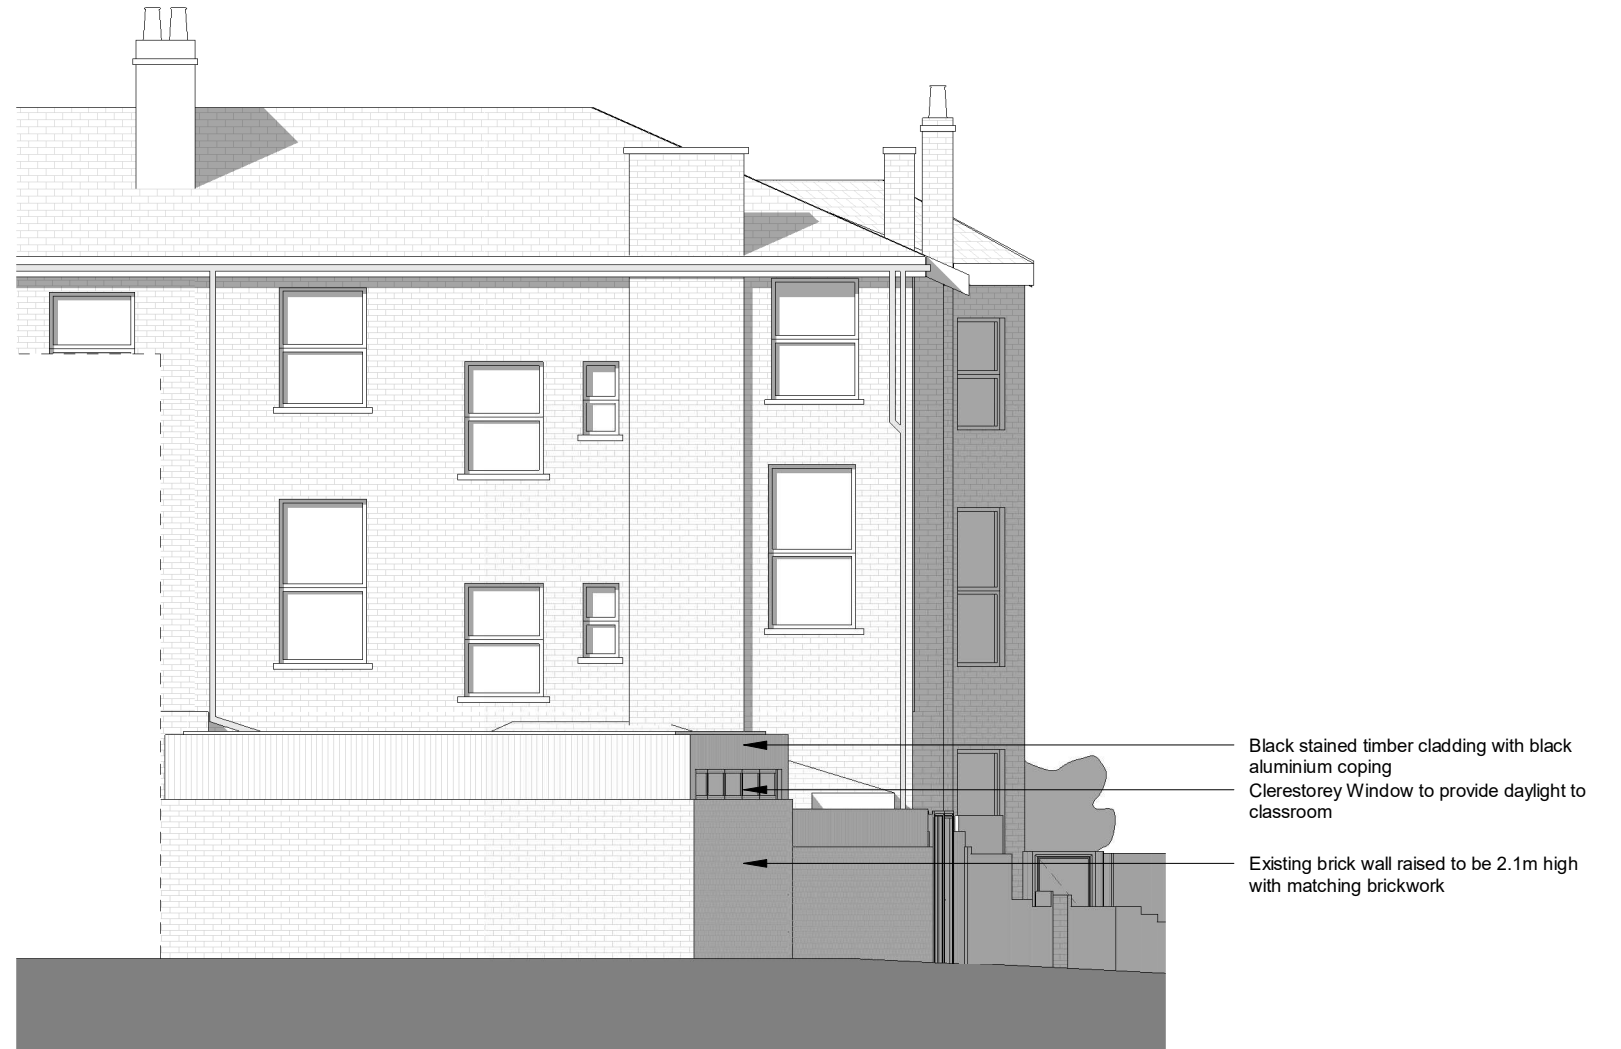 Black stained timber cladding with black
aluminium coping
Clerestorey Window to provide daylight to
classroom
Existing brick wall raised to be 2.1m high
with matching brickwork